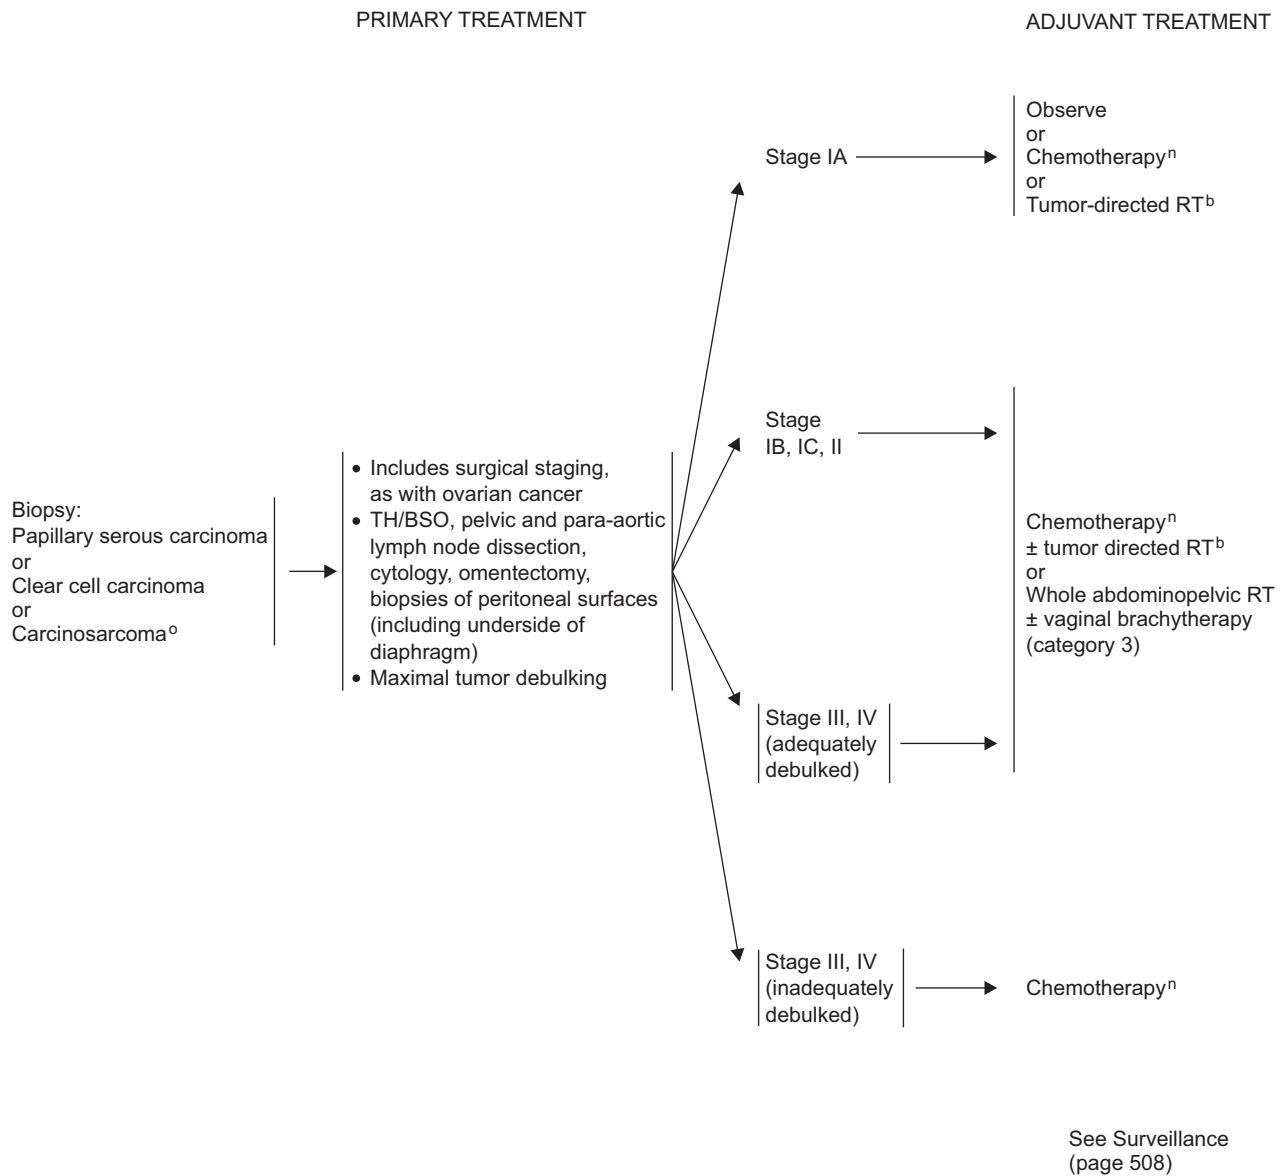 PRIMARY TREATMENT
ADJUVANT TREATMENT
Biopsy:
Papillary serous carcinoma
or
Clear cell carcinoma
or
Carcinosarcomaᵒ
• Includes surgical staging,
as with ovarian cancer
• TH/BSO, pelvic and para-aortic
lymph node dissection,
cytology, omentectomy,
biopsies of peritoneal surfaces
(including underside of
diaphragm)
• Maximal tumor debulking
Stage IA
Observe
or
Chemotherapyⁿ
or
Tumor-directed RTᵇ
Stage
IB, IC, II
Stage III, IV
(adequately
debulked)
Chemotherapyⁿ
± tumor directed RTᵇ
or
Whole abdominopelvic RT
± vaginal brachytherapy
(category 3)
Stage III, IV
(inadequately
debulked)
Chemotherapyⁿ
See Surveillance
(page 508)